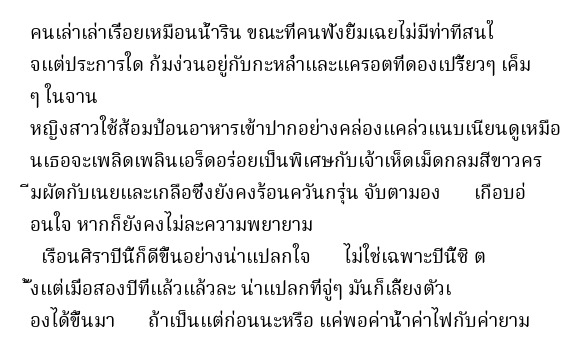 คนเล่าเล่าเรื่อยเหมือนน้ำริน ขณะที่คนฟังยิ้มเฉยไม่มีท่าทีสนใ
จแต่ประการใด ก้มง่วนอยู่กับกะหล่ำและแครอตที่ดองเปรี้ยวๆ เค็ม
ๆ ในจาน
หญิงสาวใช้ส้อมป้อนอาหารเข้าปากอย่างคล่องแคล่วแนบเนียนดูเหมือ
นเธอจะเพลิดเพลินเอร็ดอร่อยเป็นพิเศษกับเจ้าเห็ดเม็ดกลมสีขาวคร
ีมผัดกับเนยและเกลือซึ่งยังคงร้อนควันกรุ่น จับตามอง เกือบอ่
อนใจ หากก็ยังคงไม่ละความพยายาม
เรือนศิราปีนี้ก็ดีขึ้นอย่างน่าแปลกใจ ไม่ใช่เฉพาะปีนี้ซิ ต
ั้งแต่เมื่อสองปีที่แล้วแล้วละ น่าแปลกที่จู่ๆ มันก็เลี้ยงตัวเ
องได้ขึ้นมา ถ้าเป็นแต่ก่อนนะหรือ แค่พอค่าน้ำค่าไฟกับค่ายาม